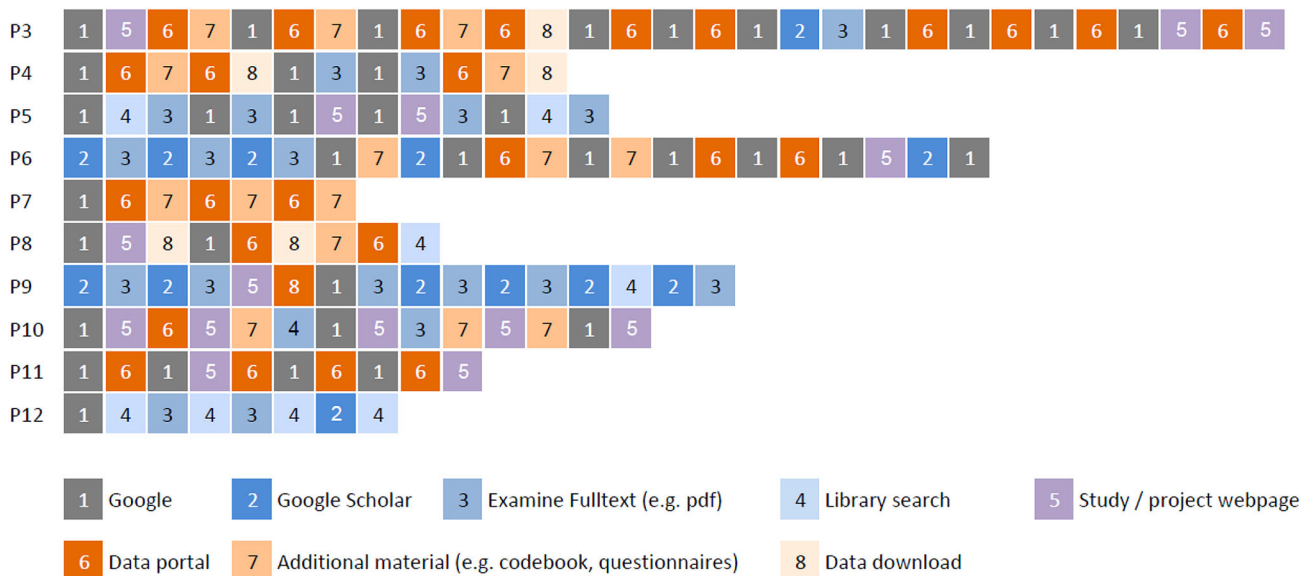 P3 1 5 6 7 1 6 7 1 6 7 6 8 1 6 1 6 1 2 3 1 6 1 6 1 6 1 5 6 5
P4 1 6 7 6 8 1 3 1 3 6 7 8
P5 1 4 3 1 3 1 5 1 5 3 1 4 3
P6 2 3 2 3 2 3 1 7 2 1 6 7 1 7 1 6 1 6 1 5 2 1
P7 1 6 7 6 7 6 7
P8 1 5 8 1 6 8 7 6 4
P9 2 3 2 3 5 8 1 3 2 3 2 3 2 4 2 3
P10 1 5 6 5 7 4 1 5 3 7 5 7 1 5
P11 1 6 1 5 6 1 6 1 6 5
P12 1 4 3 4 3 4 2 4
1 Google 2 Google Scholar 3 Examine Fulltext (e.g. pdf) 4 Library search 5 Study / project webpage
6 Data portal 7 Additional material (e.g. codebook, questionnaires) 8 Data download